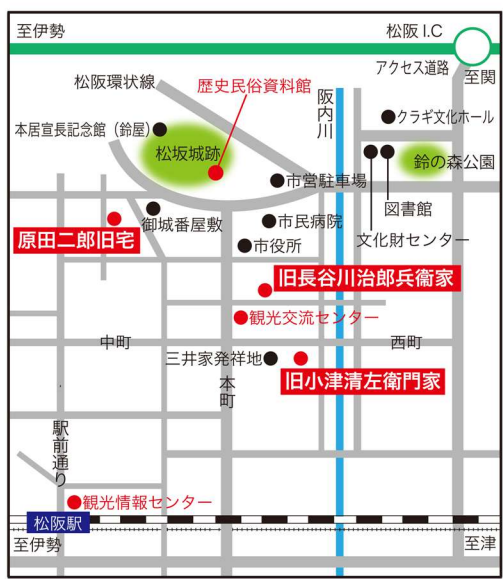 至伊勢
松阪I.C
アクセス道路
至関
松阪環状線
歴史民俗資料館
阪内川
クラギ文化ホール
本居宣長記念館（鈴屋）
松坂城跡
鈴の森公園
市営駐車場
図書館
御城番屋敷
市民病院
文化財センター
原田二郎旧宅
市役所
旧長谷川治郎兵衞家
観光交流センター
中町
西町
三井家発祥地
本町
旧小津清左衛門家
駅前通り
観光情報センター
松阪駅
至伊勢
至津